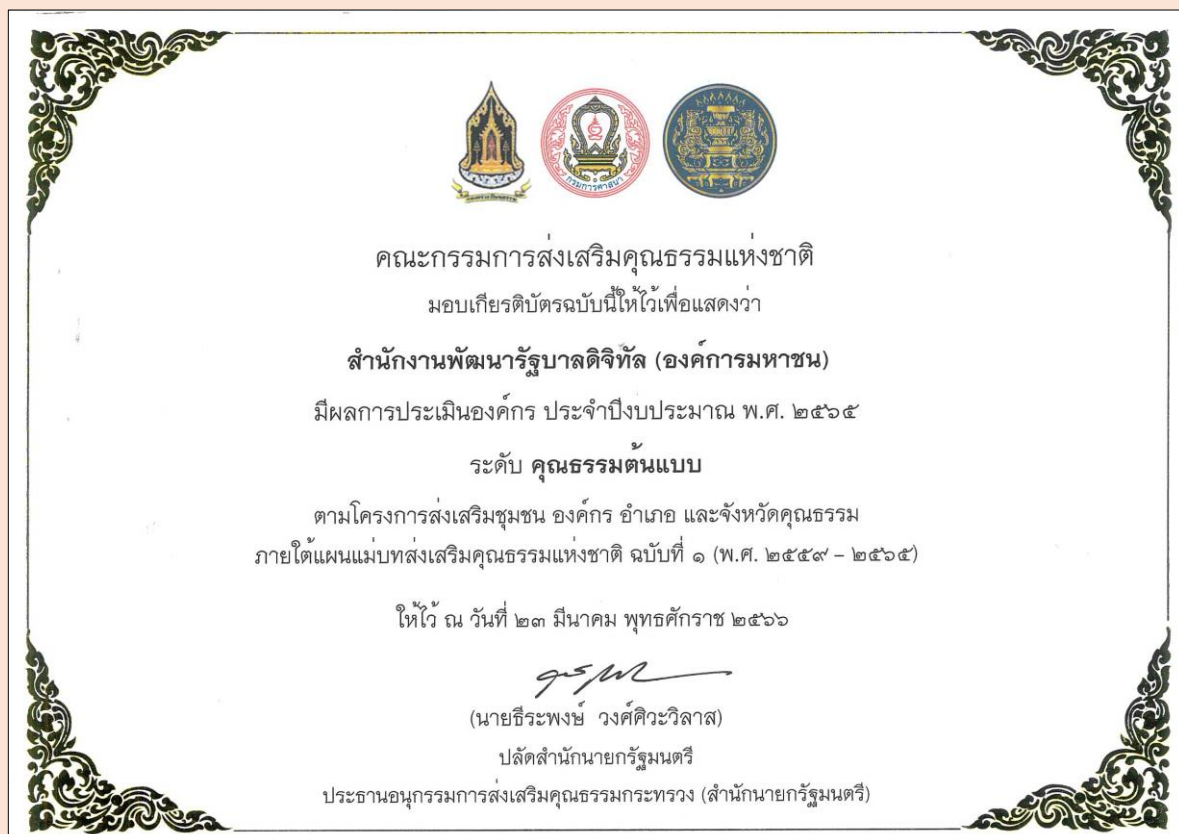 กรมการศาสนา
คณะกรรมการส่งเสริมคุณธรรมแห่งชาติ
มอบเกียรติบัตรฉบับนี้ให้ไว้เพื่อแสดงว่า
สำนักงานพัฒนารัฐบาลดิจิทัล (องค์การมหาชน)
มีผลการประเมินองค์กร ประจำปีงบประมาณ พ.ศ. ๒๕๖๕
ระดับ คุณธรรมต้นแบบ
ตามโครงการส่งเสริมชุมชน องค์กร อำเภอ และจังหวัดคุณธรรม
ภายใต้แผนแม่บทส่งเสริมคุณธรรมแห่งชาติ ฉบับที่ ๑ (พ.ศ. ๒๕๕๙ – ๒๕๖๕)
ให้ไว้ ณ วันที่ ๒๓ มีนาคม พุทธศักราช ๒๕๖๖
(นายธีระพงษ์ วงศ์ศิวะวิลาส)
ปลัดสำนักนายกรัฐมนตรี
ประธานอนุกรรมการส่งเสริมคุณธรรมกระทรวง (สำนักนายกรัฐมนตรี)